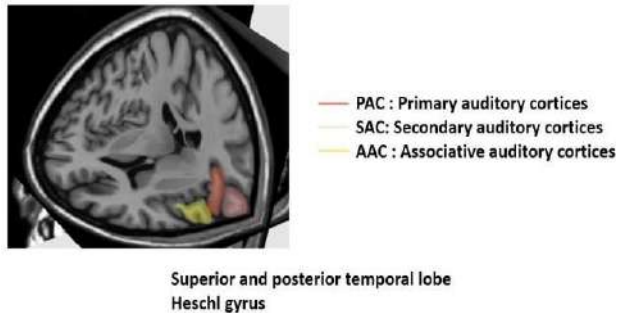 PAC : Primary auditory cortices
SAC: Secondary auditory cortices
AAC : Associative auditory cortices
Superior and posterior temporal lobe
Heschl gyrus